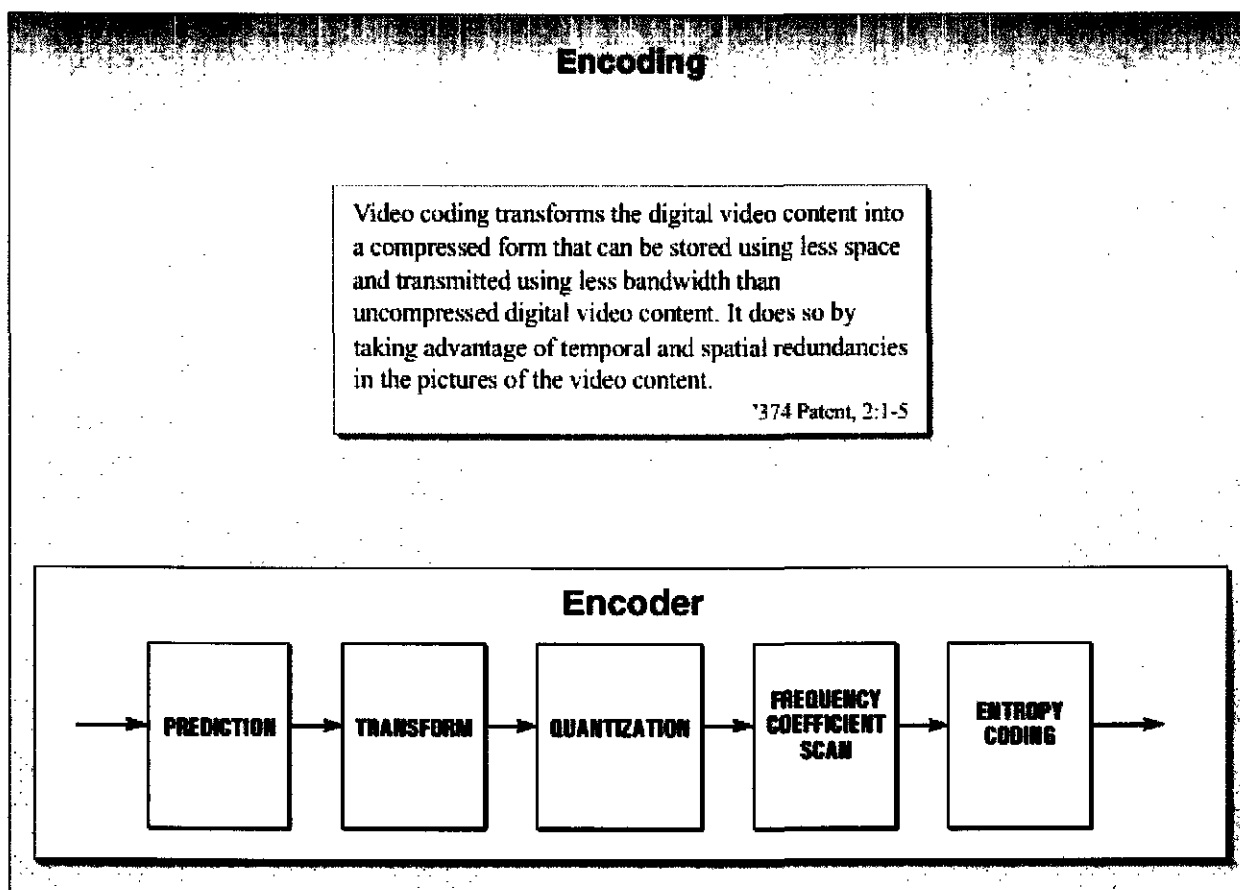 Encoding
Video coding transforms the digital video content into
a compressed form that can be stored using less space
and transmitted using less bandwidth than
uncompressed digital video content. It does so by
taking advantage of temporal and spatial redundancies
in the pictures of the video content.
'374 Patent, 2:1-5
Encoder
PREDICTION
TRANSFORM
QUANTIZATION
FREQUENCY
COEFFICIENT
SCAN
ENTROPY
CODING